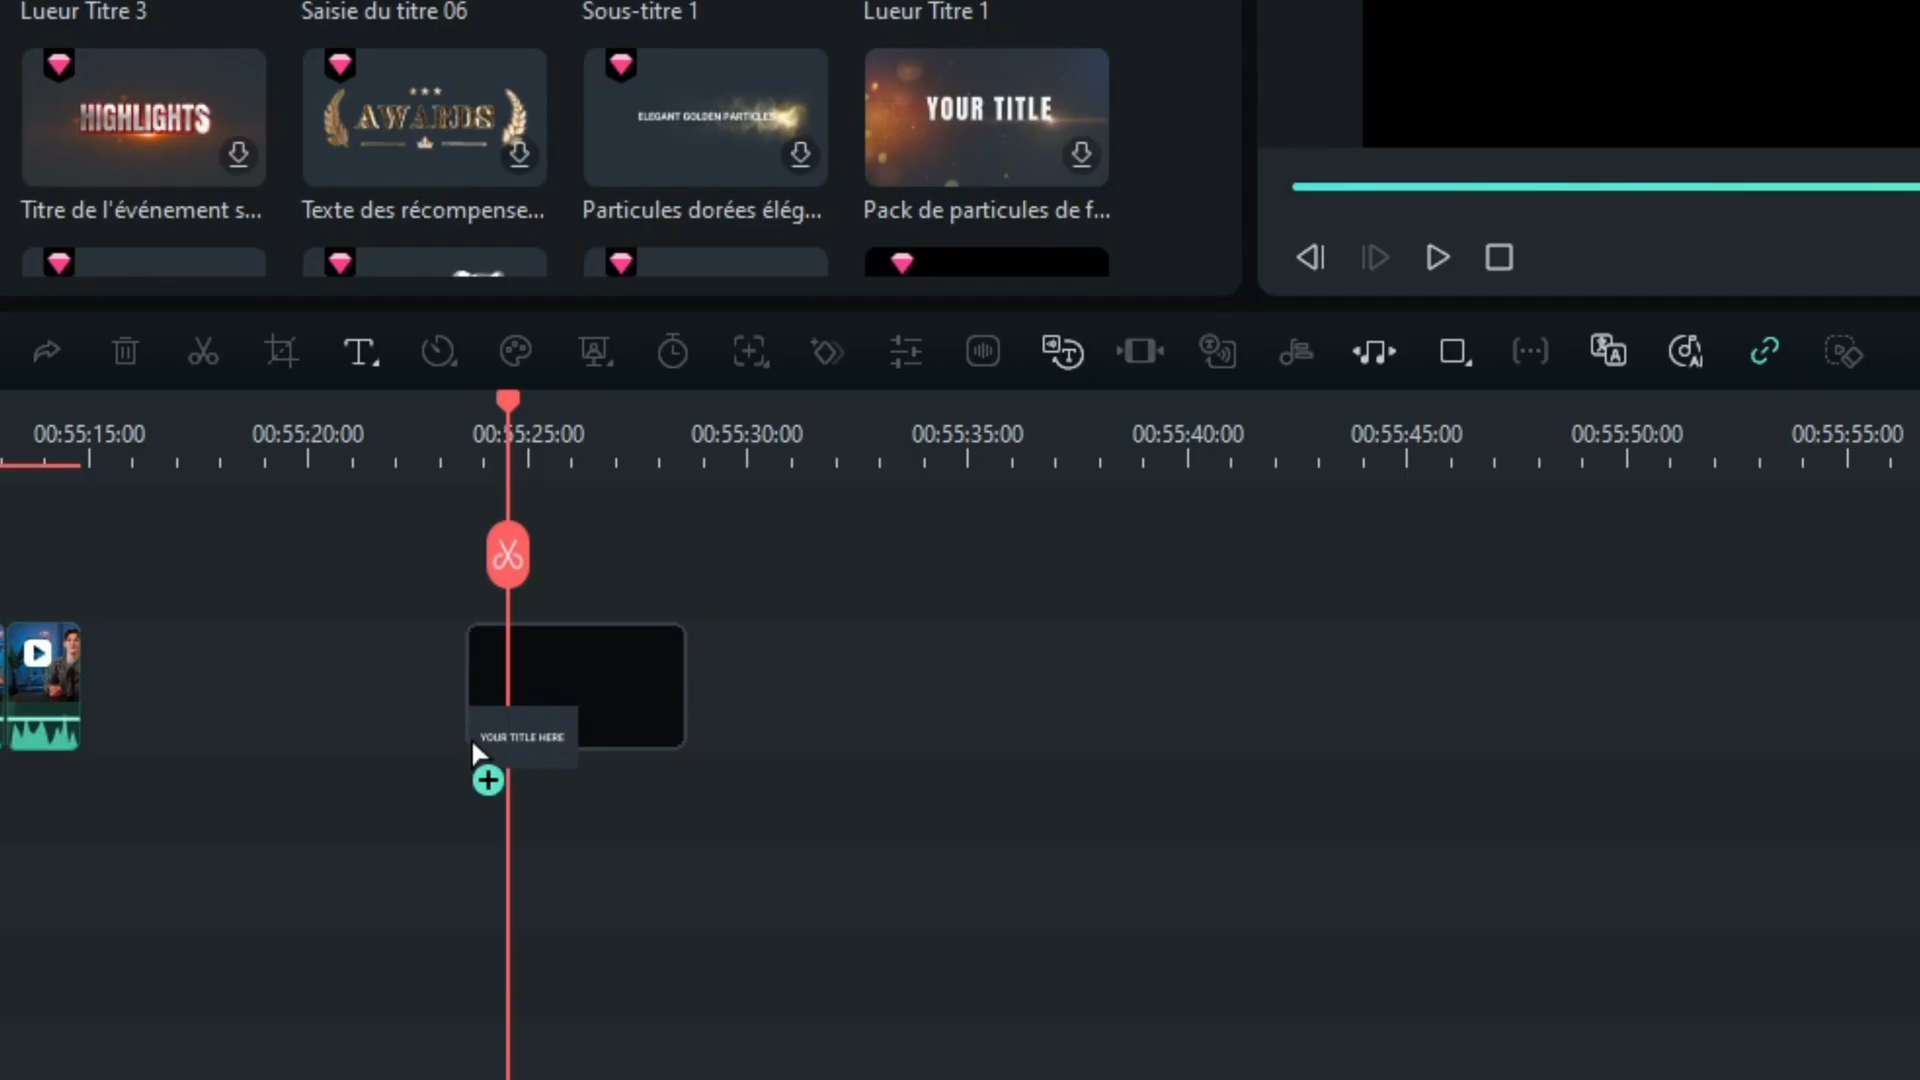 Lueur Titre 3
Saisie du titre 06
Sous-titre 1
Lueur Titre 1
HIGHLIGHTS
AWARDS
ELEGANT GOLDEN PARTICLES
YOUR TITLE
Titre de l'événement s...
Texte des récompense...
Particules dorées élég...
Pack de particules de f...
00:55:15:00
00:55:20:00
00:55:25:00
00:55:30:00
00:55:35:00
00:55:40:00
00:55:45:00
00:55:50:00
00:55:55:00
YOUR TITLE HERE